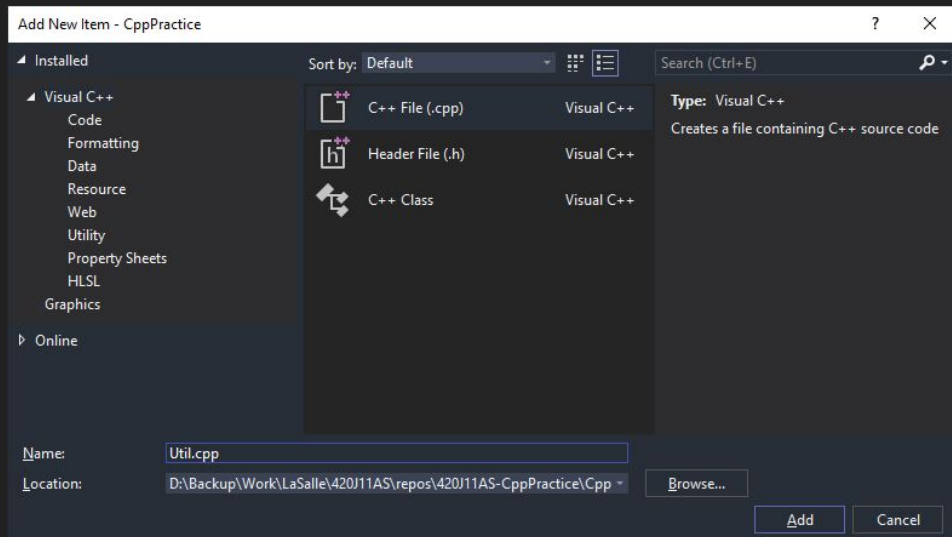 Add New Item - CppPractice
? X
Installed
Visual C++
Code
Formatting
Data
Resource
Web
Utility
Property Sheets
HLSL
Graphics
Online
Sort by: Default
C++ File (.cpp) Visual C++
Header File (.h) Visual C++
C++ Class Visual C++
Search (Ctrl+E)
Type: Visual C++
Creates a file containing C++ source code
Name: Util.cpp
Location: D:\Backup\Work\LaSalle\420J11AS\repos\420J11AS-CppPractice\Cpp
Browse...
Add Cancel